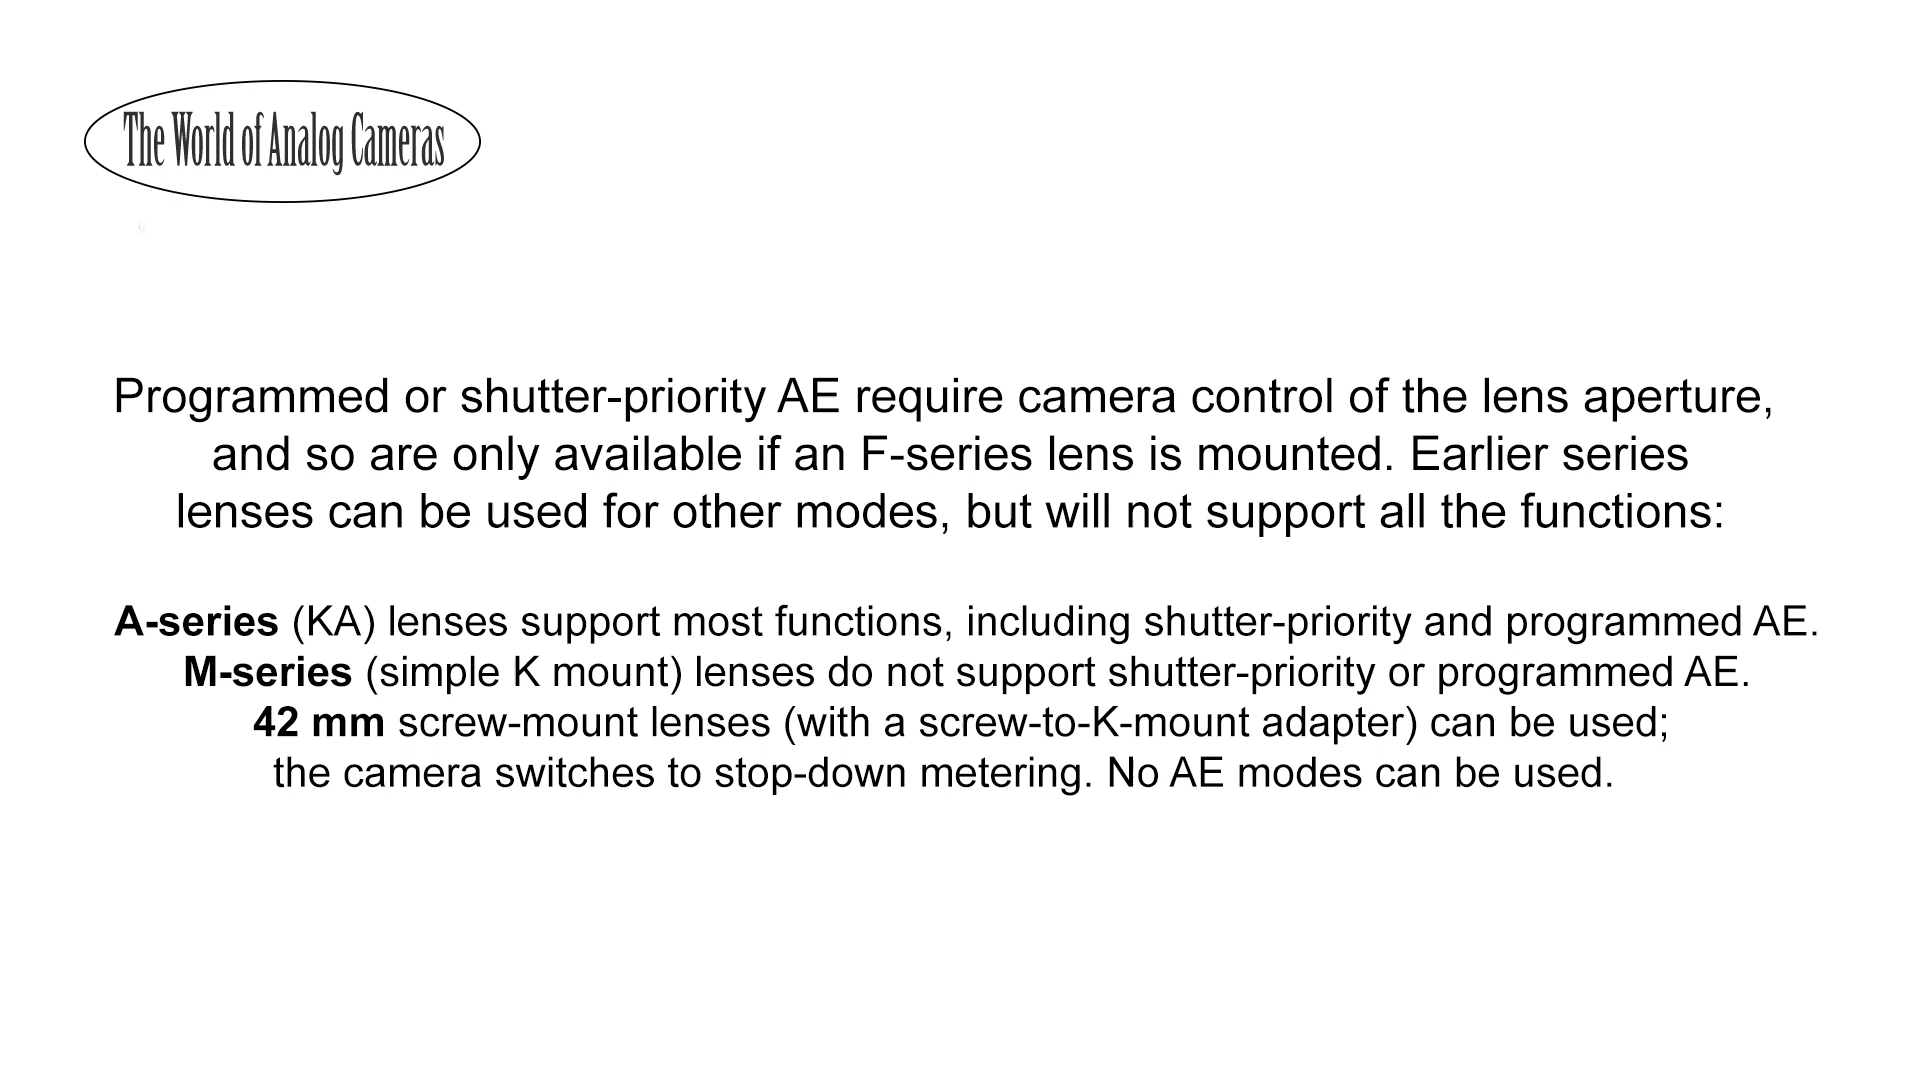 The World of Analog Cameras
Programmed or shutter-priority AE require camera control of the lens aperture,
and so are only available if an F-series lens is mounted. Earlier series
lenses can be used for other modes, but will not support all the functions:
A-series (KA) lenses support most functions, including shutter-priority and programmed AE.
M-series (simple K mount) lenses do not support shutter-priority or programmed AE.
42 mm screw-mount lenses (with a screw-to-K-mount adapter) can be used;
the camera switches to stop-down metering. No AE modes can be used.